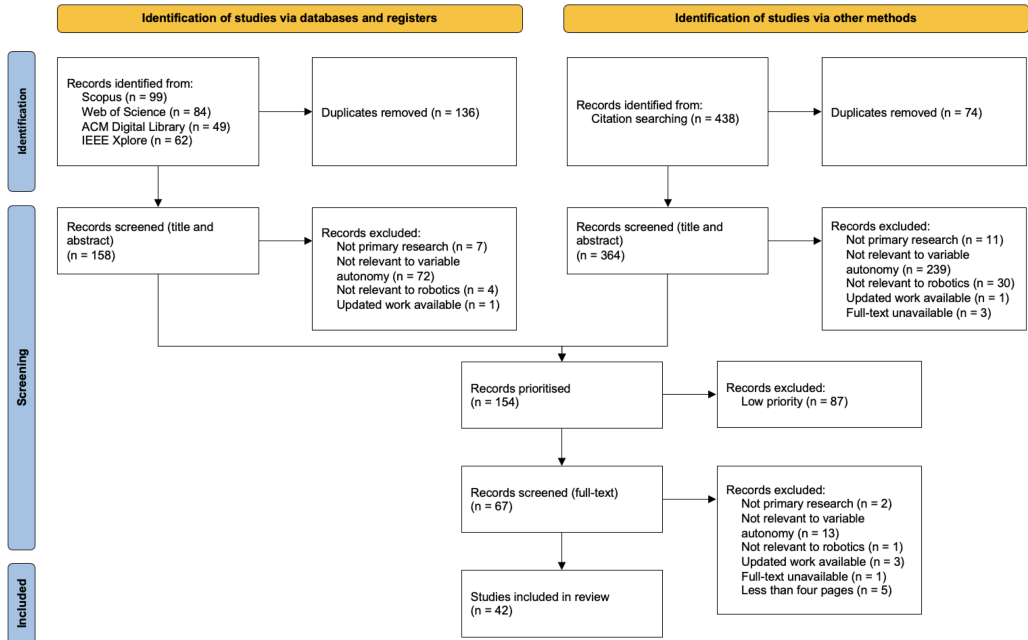 Identification of studies via databases and registers
Identification of studies via other methods
Identification
Records identified from:
Scopus (n = 99)
Web of Science (n = 84)
ACM Digital Library (n = 49)
IEEE Xplore (n = 62)
Duplicates removed (n = 136)
Records identified from:
Citation searching (n = 438)
Duplicates removed (n = 74)
Screening
Records screened (title and
abstract)
(n = 158)
Records excluded:
Not primary research (n = 7)
Not relevant to variable
autonomy (n = 72)
Not relevant to robotics (n = 4)
Updated work available (n = 1)
Records screened (title and
abstract)
(n = 364)
Records excluded:
Not primary research (n = 11)
Not relevant to variable
autonomy (n = 239)
Not relevant to robotics (n = 30)
Updated work available (n = 1)
Full-text unavailable (n = 3)
Records prioritised
(n = 154)
Records excluded:
Low priority (n = 87)
Records screened (full-text)
(n = 67)
Records excluded:
Not primary research (n = 2)
Not relevant to variable
autonomy (n = 13)
Not relevant to robotics (n = 1)
Updated work available (n = 3)
Full-text unavailable (n = 1)
Less than four pages (n = 5)
Included
Studies included in review
(n = 42)